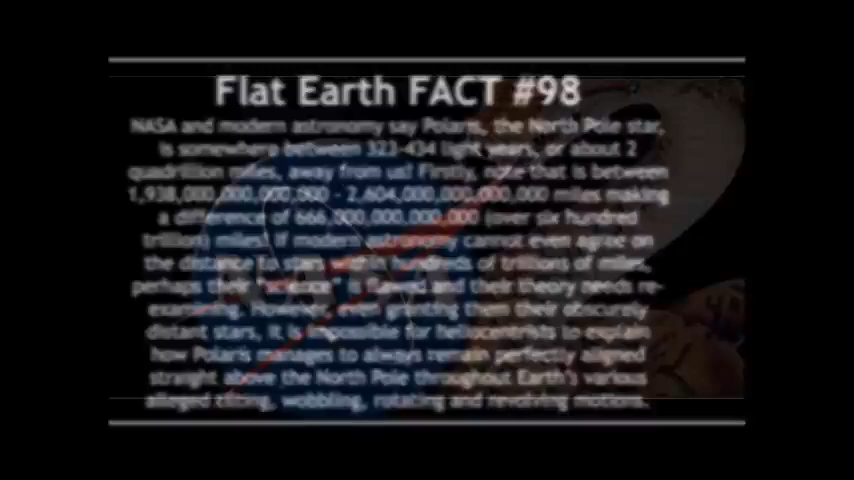 Flat Earth FACT #98
NASA and modern astronomy say Polaris, the North Pole star,
is somewhere between 323-434 light years, or about 2
quadrillion miles, away from us! Firstly, note that is between
1,938,000,000,000,000 - 2,604,000,000,000,000 miles making
a difference of 666,000,000,000,000 (over six hundred
trillion) miles! If modern astronomy cannot even agree on
the distance to stars within hundreds of trillions of miles,
perhaps their "science" is flawed and their theory needs re-
examining. However, even granting them their obscurely
distant stars, it is impossible for heliocentrists to explain
how Polaris manages to always remain perfectly aligned
straight above the North Pole throughout Earth's various
alleged tilting, wobbling, rotating and revolving motions.